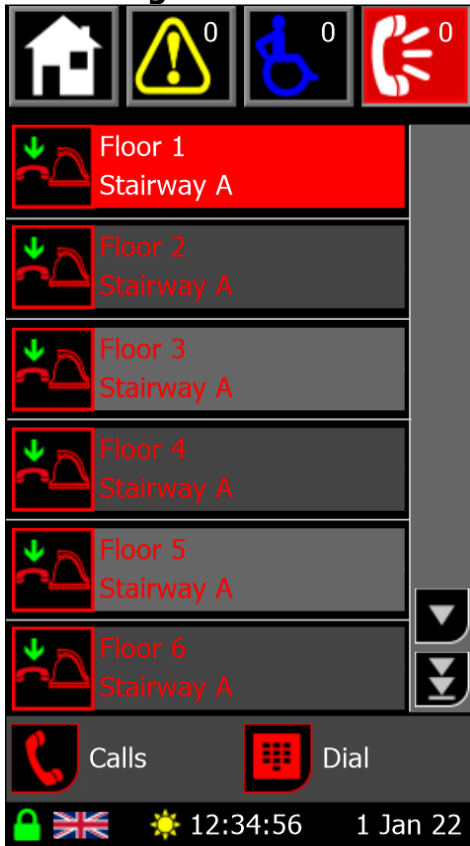 0
0
0
Floor 1
Stairway A
Floor 2
Stairway A
Floor 3
Stairway A
Floor 4
Stairway A
Floor 5
Stairway A
Floor 6
Stairway A
Calls
Dial
12:34:56
1 Jan 22